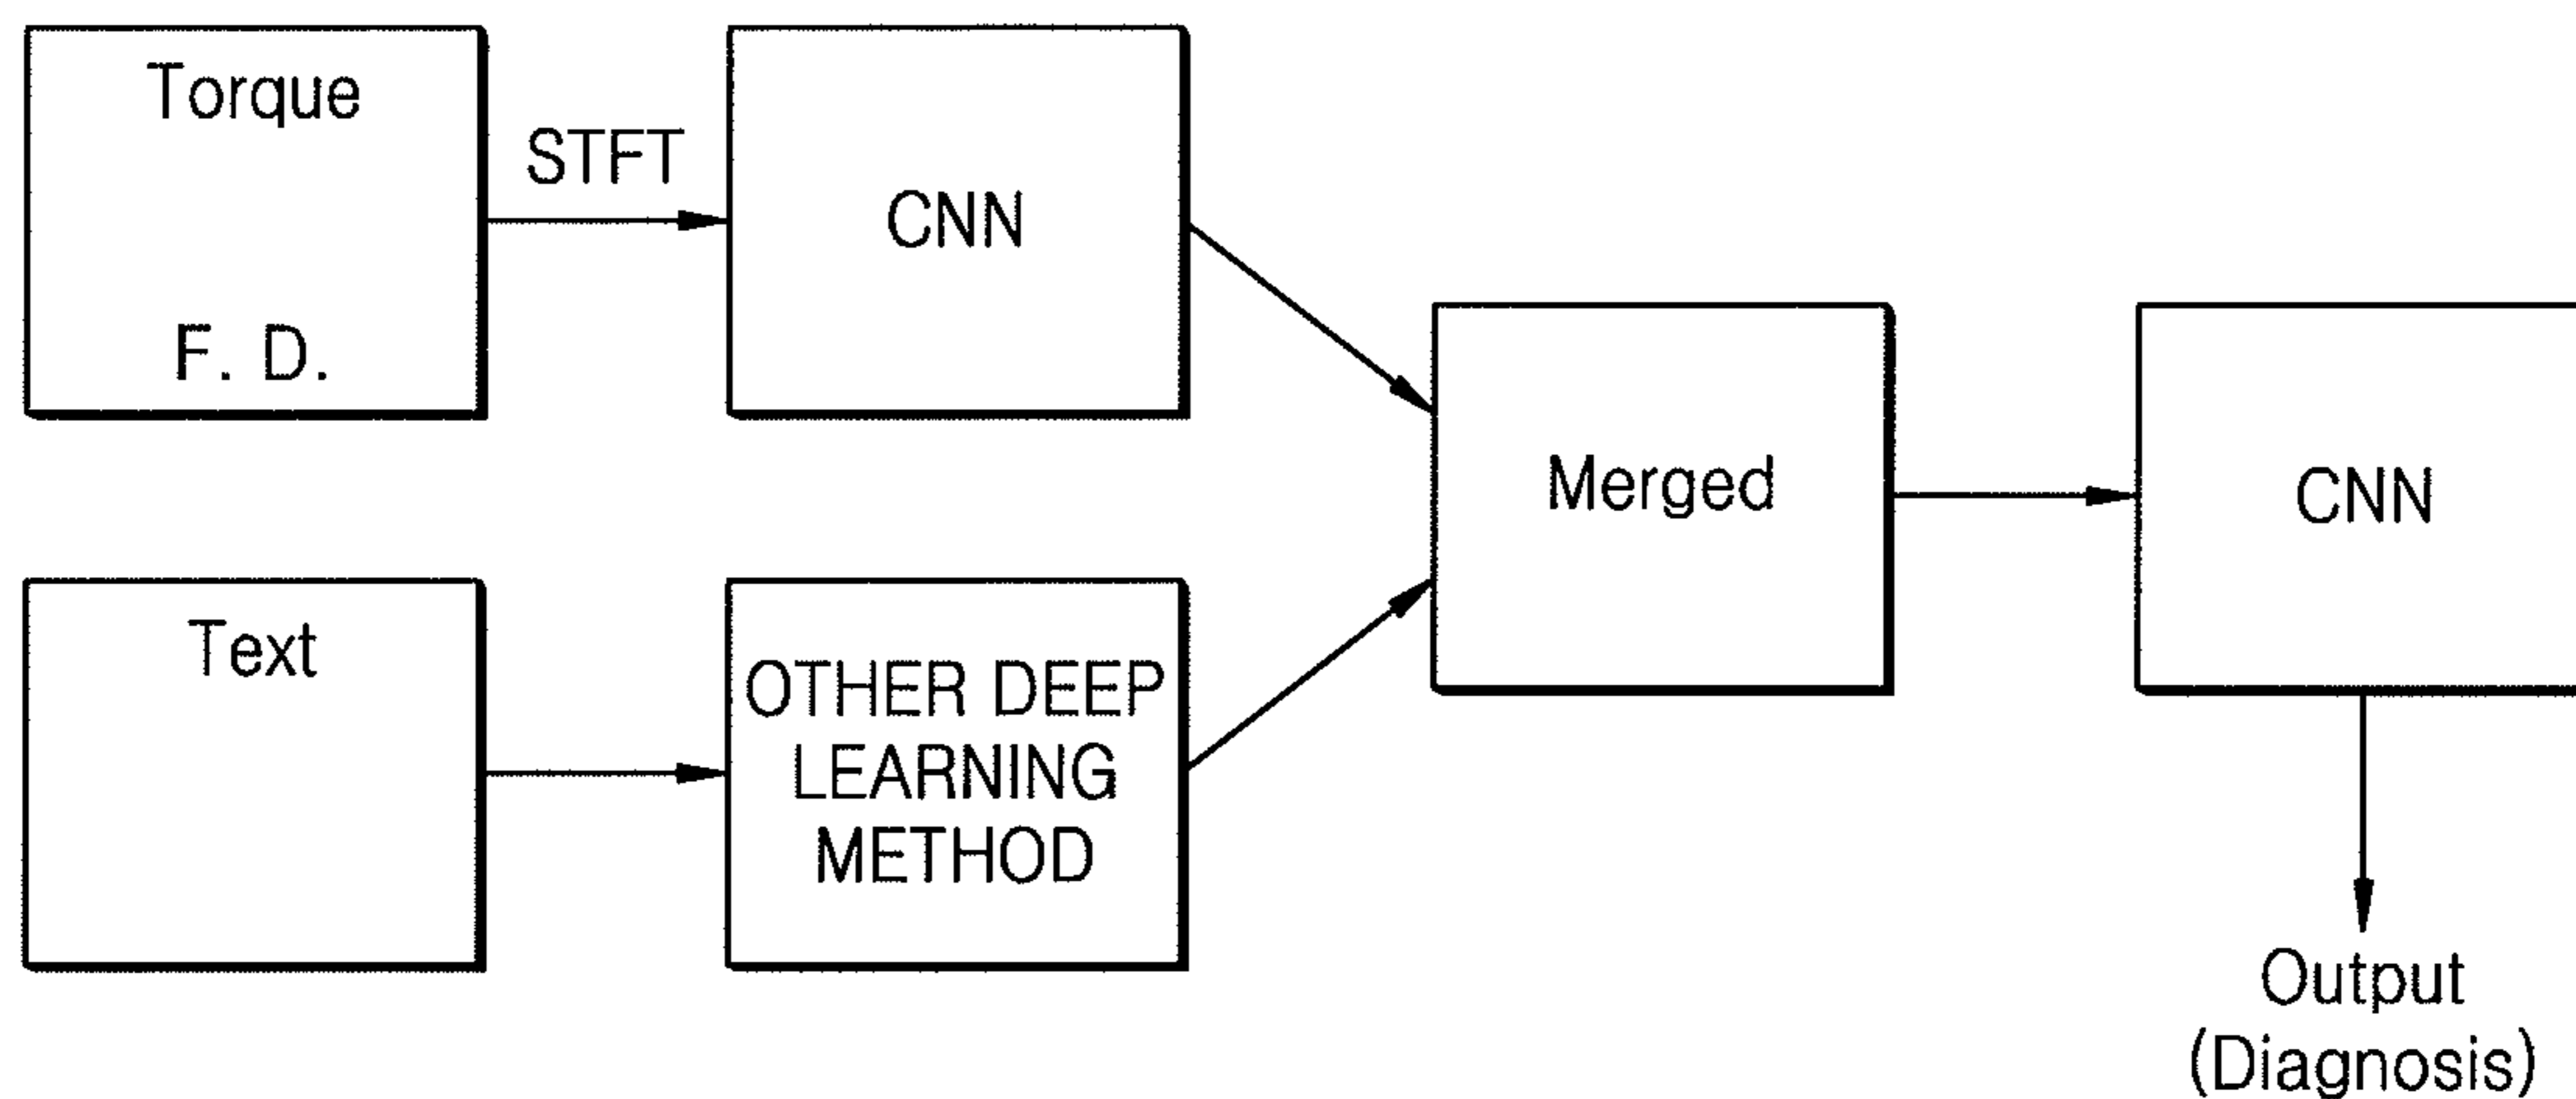 Torque
F. D.
STFT
CNN
Text
OTHER DEEP
LEARNING
METHOD
Merged
CNN
Output
(Diagnosis)